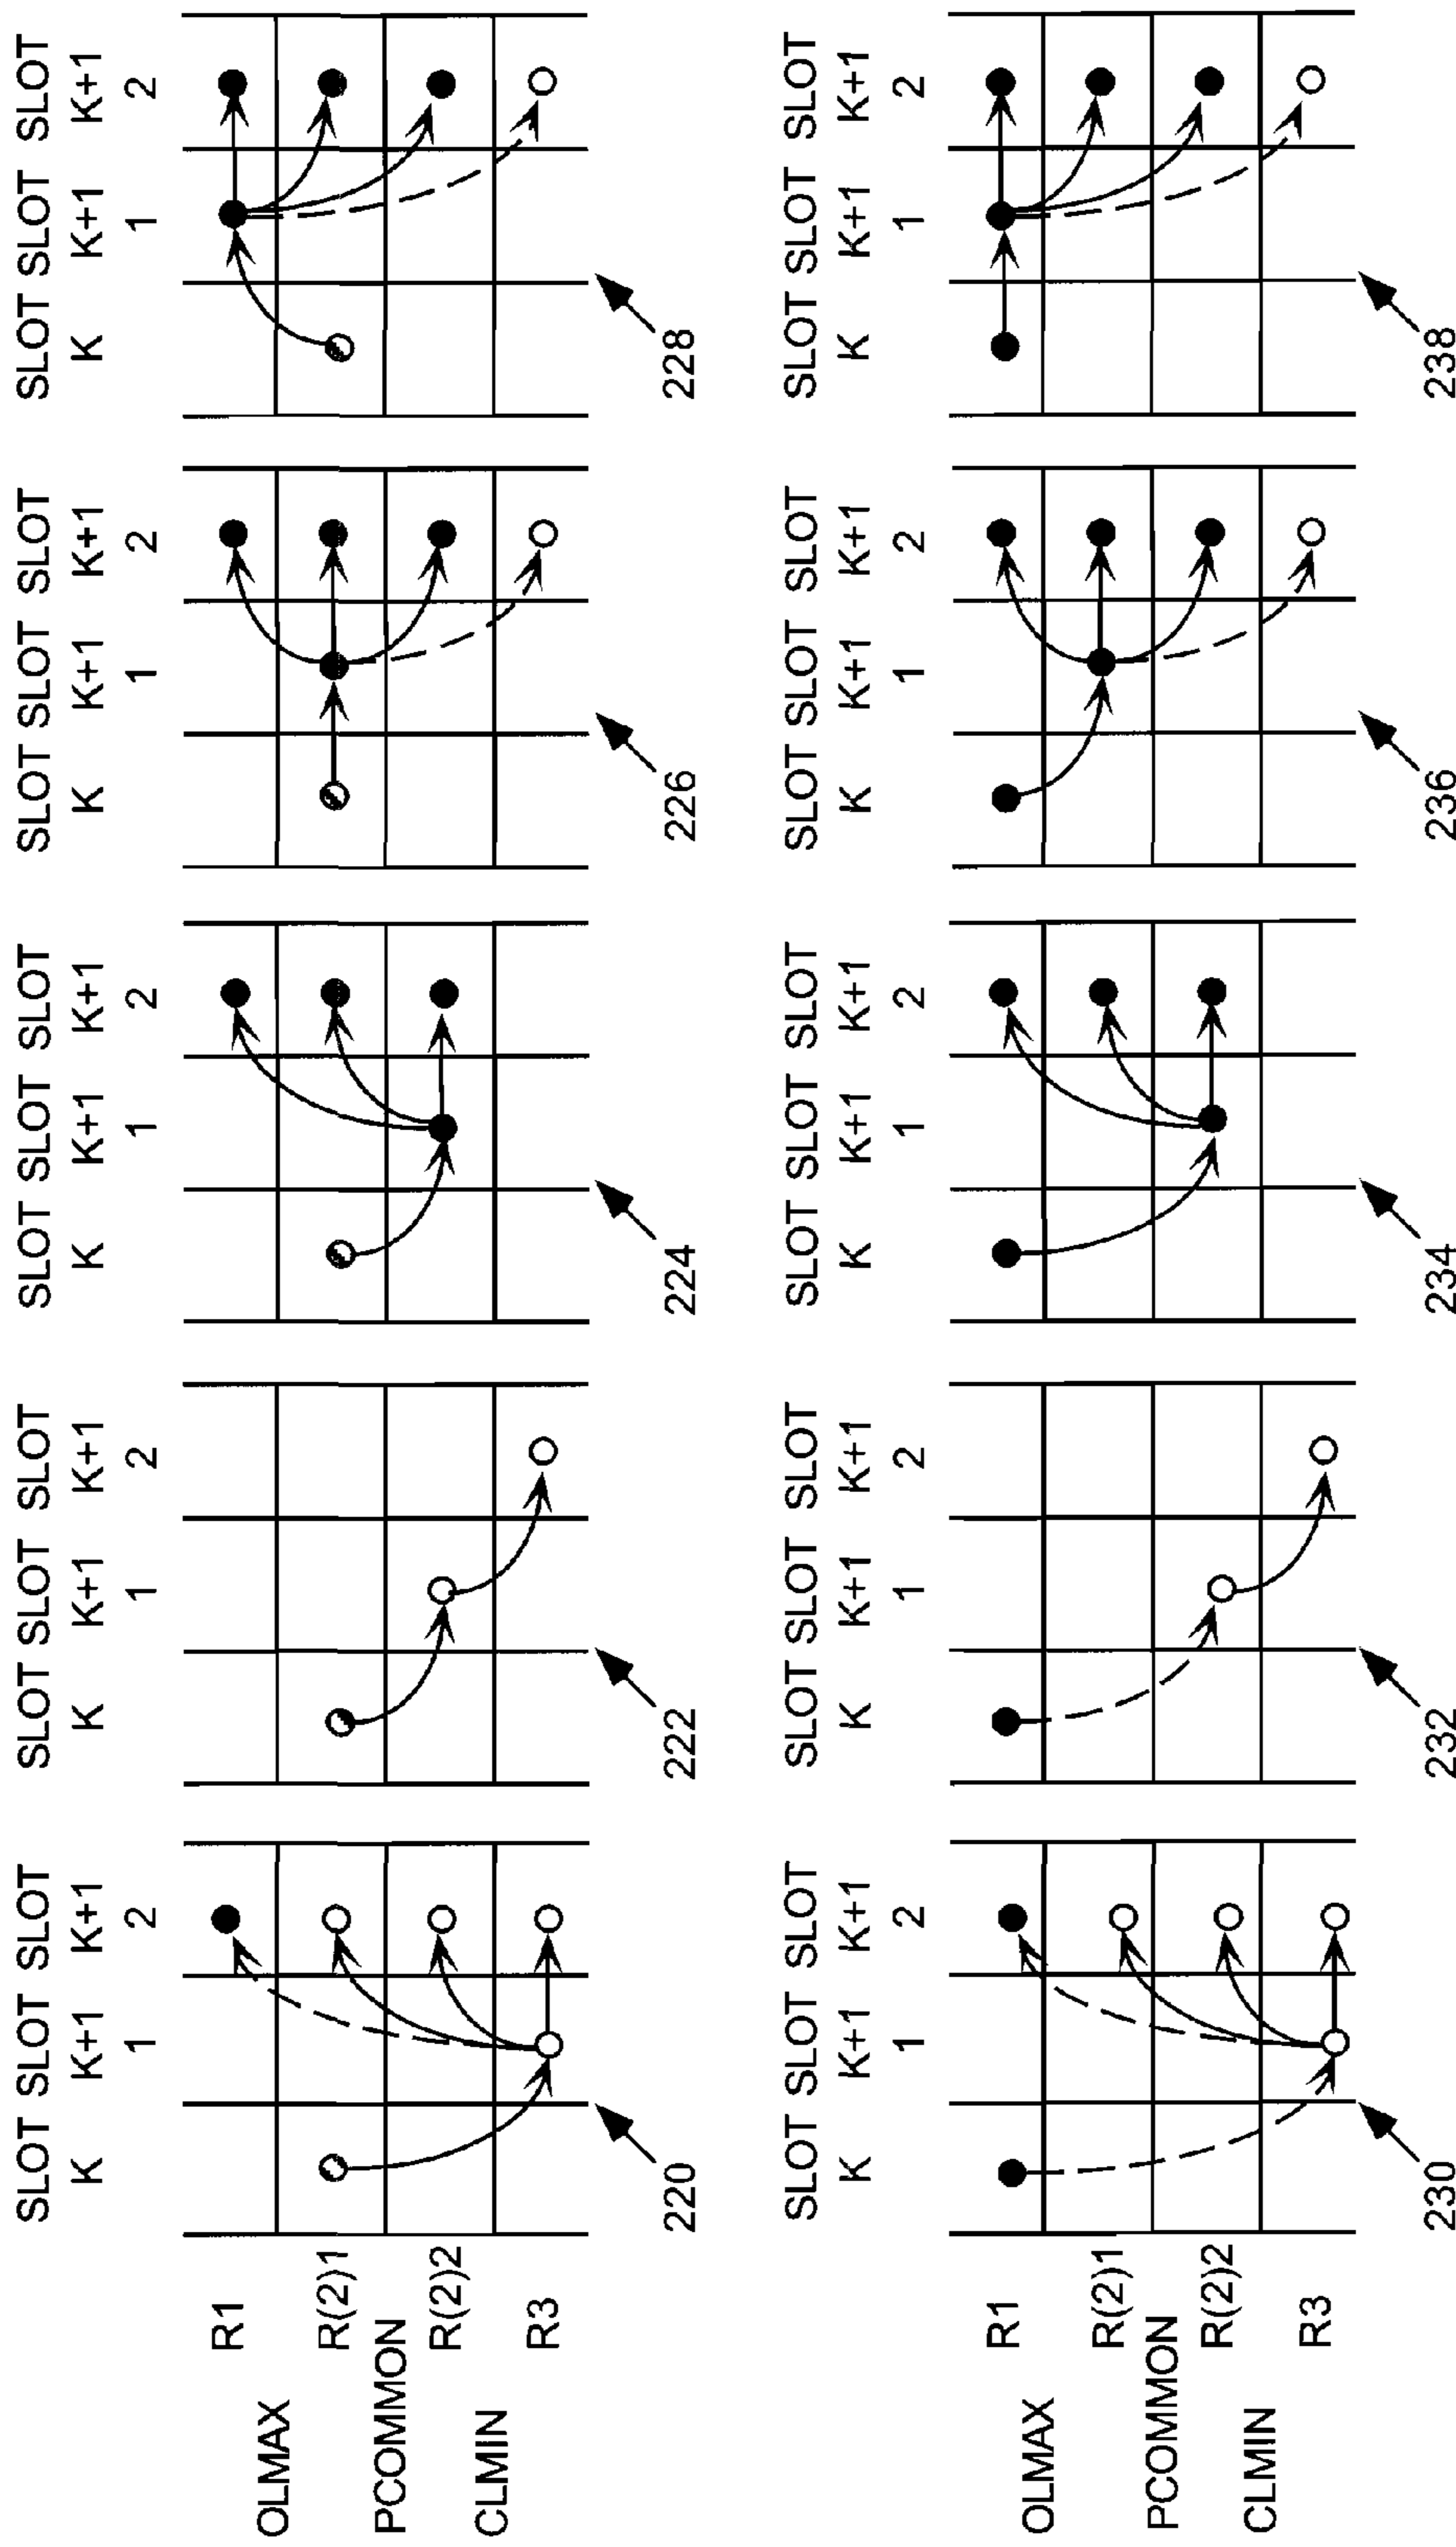 SLOT SLOT SLOT SLOT SLOT SLOT SLOT SLOT SLOT SLOT SLOT SLOT SLOT SLOT SLOT
K K+1 K+1 K K+1 K+1 K K+1 K+1 K K+1 K+1 K K+1 K+1
1 2 1 2 1 2 1 2 1 2
R1
OLMAX
R(2)1
PCOMMON
R(2)2
CLMIN
R3
220 222 224 226 228
SLOT SLOT SLOT SLOT SLOT SLOT SLOT SLOT SLOT SLOT SLOT SLOT SLOT SLOT SLOT
K K+1 K+1 K K+1 K+1 K K+1 K+1 K K+1 K+1 K K+1 K+1
1 2 1 2 1 2 1 2 1 2
R1
OLMAX
R(2)1
PCOMMON
R(2)2
CLMIN
R3
230 232 234 236 238